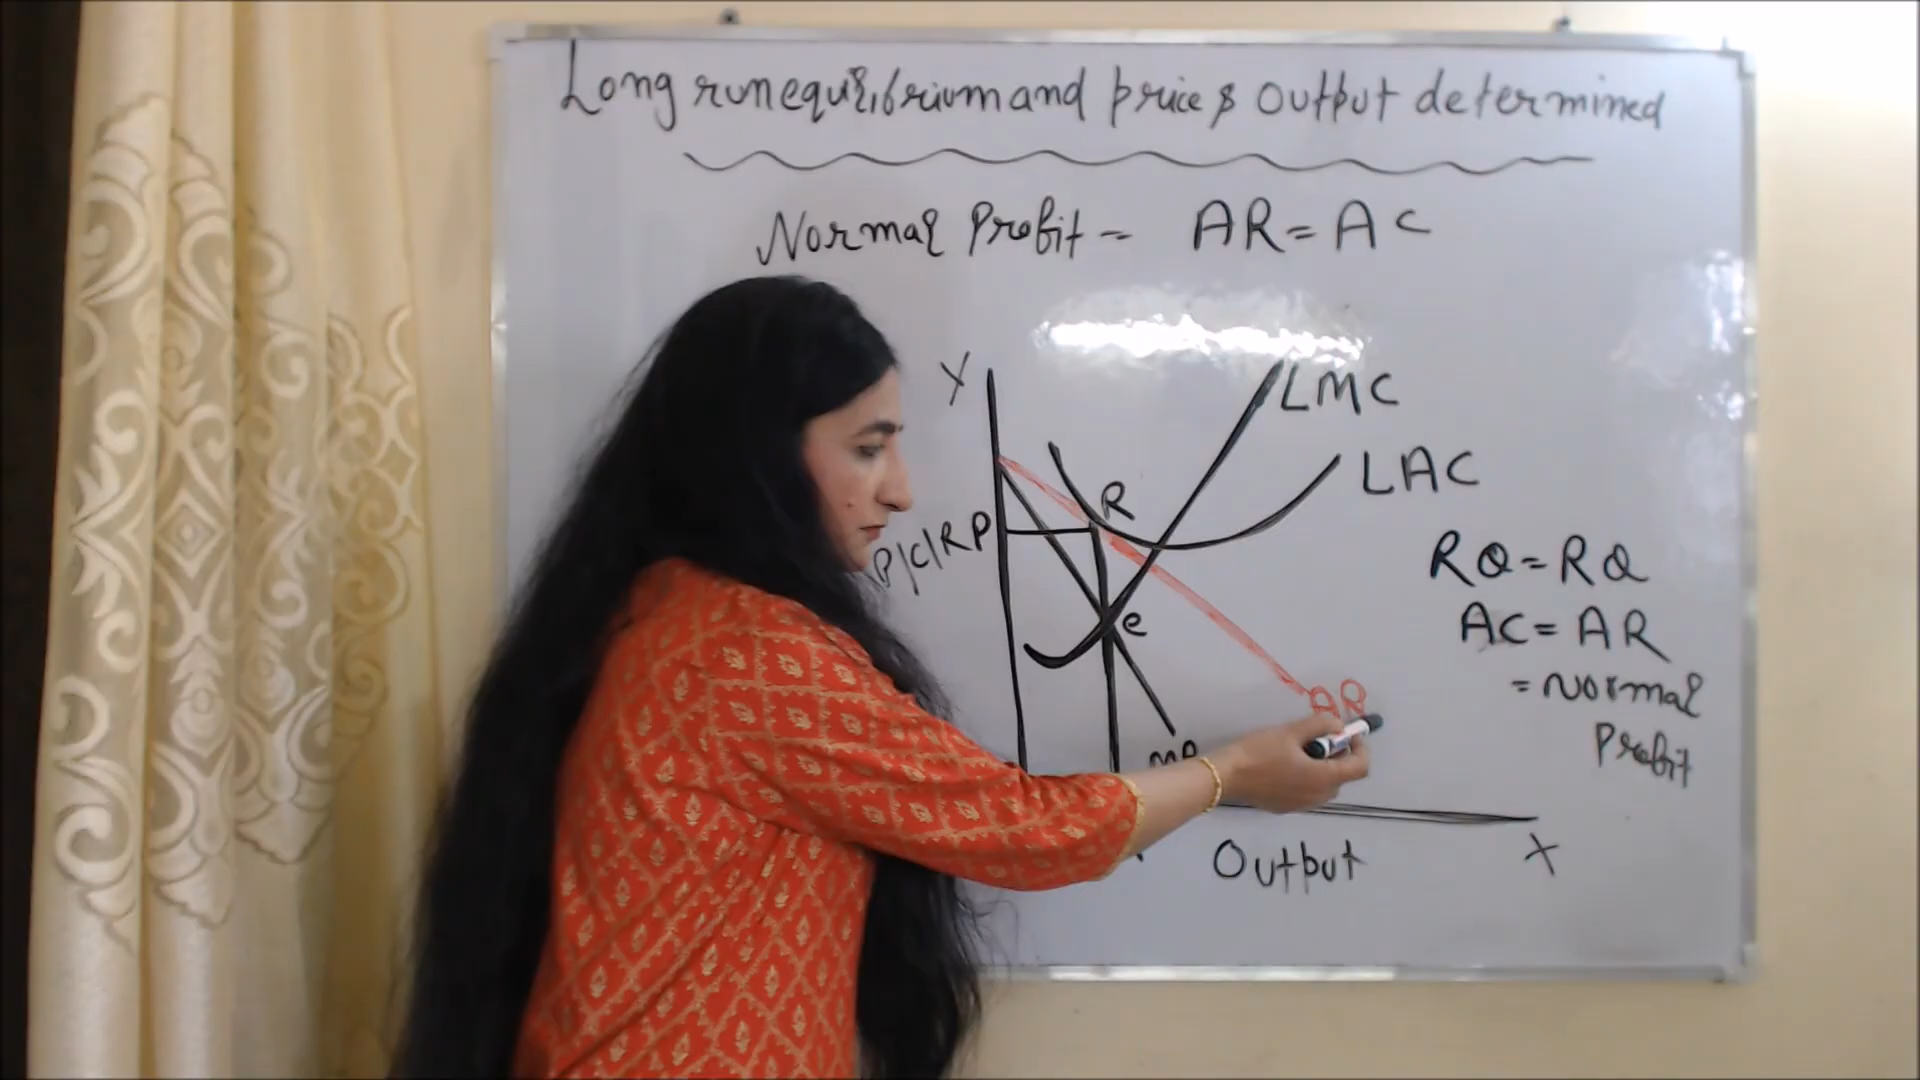 Long run equilibrium and price & output determined
Normal Profit - AR = AC
Y
LMC
LAC
R
P/C/R P
e
RQ = RQ
AC = AR
= Normal
Profit
AR
Output
X